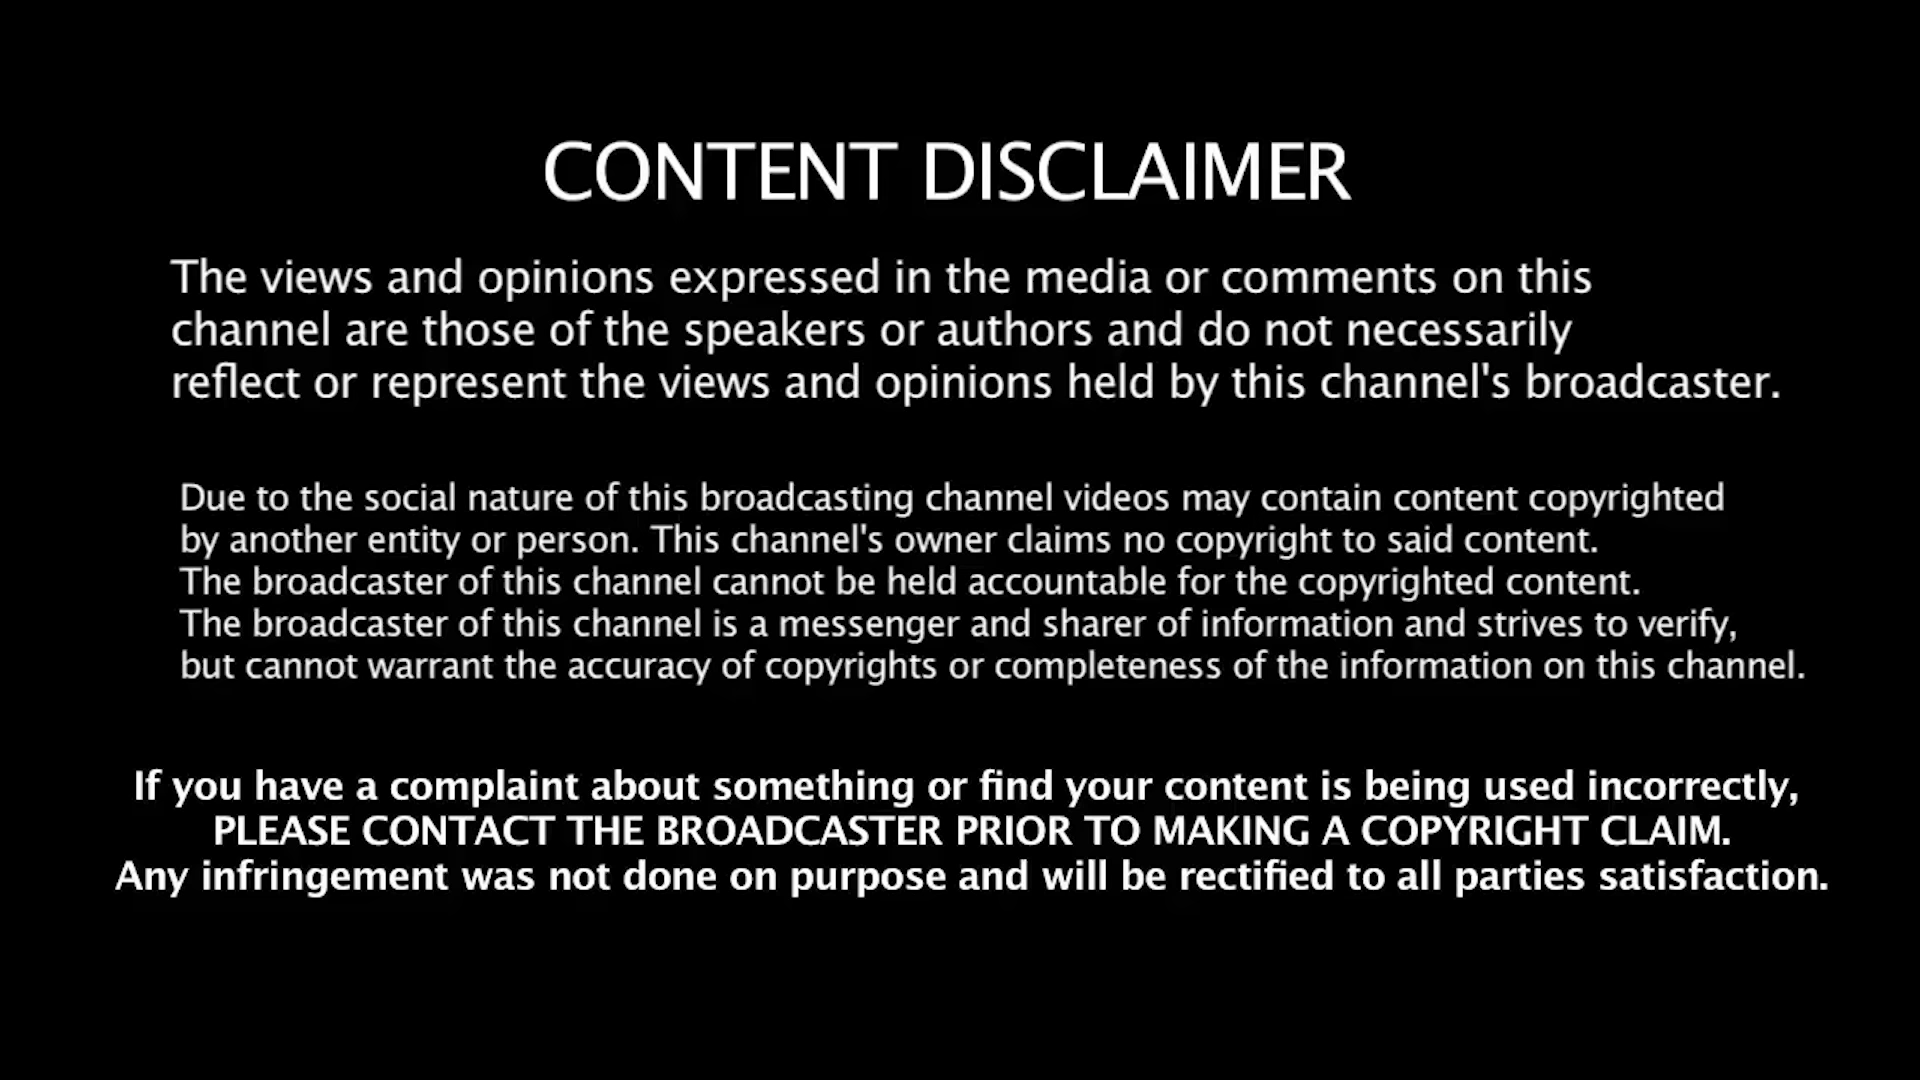 CONTENT DISCLAIMER
The views and opinions expressed in the media or comments on this
channel are those of the speakers or authors and do not necessarily
reflect or represent the views and opinions held by this channel's broadcaster.
Due to the social nature of this broadcasting channel videos may contain content copyrighted
by another entity or person. This channel's owner claims no copyright to said content.
The broadcaster of this channel cannot be held accountable for the copyrighted content.
The broadcaster of this channel is a messenger and sharer of information and strives to verify,
but cannot warrant the accuracy of copyrights or completeness of the information on this channel.
If you have a complaint about something or find your content is being used incorrectly,
PLEASE CONTACT THE BROADCASTER PRIOR TO MAKING A COPYRIGHT CLAIM.
Any infringement was not done on purpose and will be rectified to all parties satisfaction.